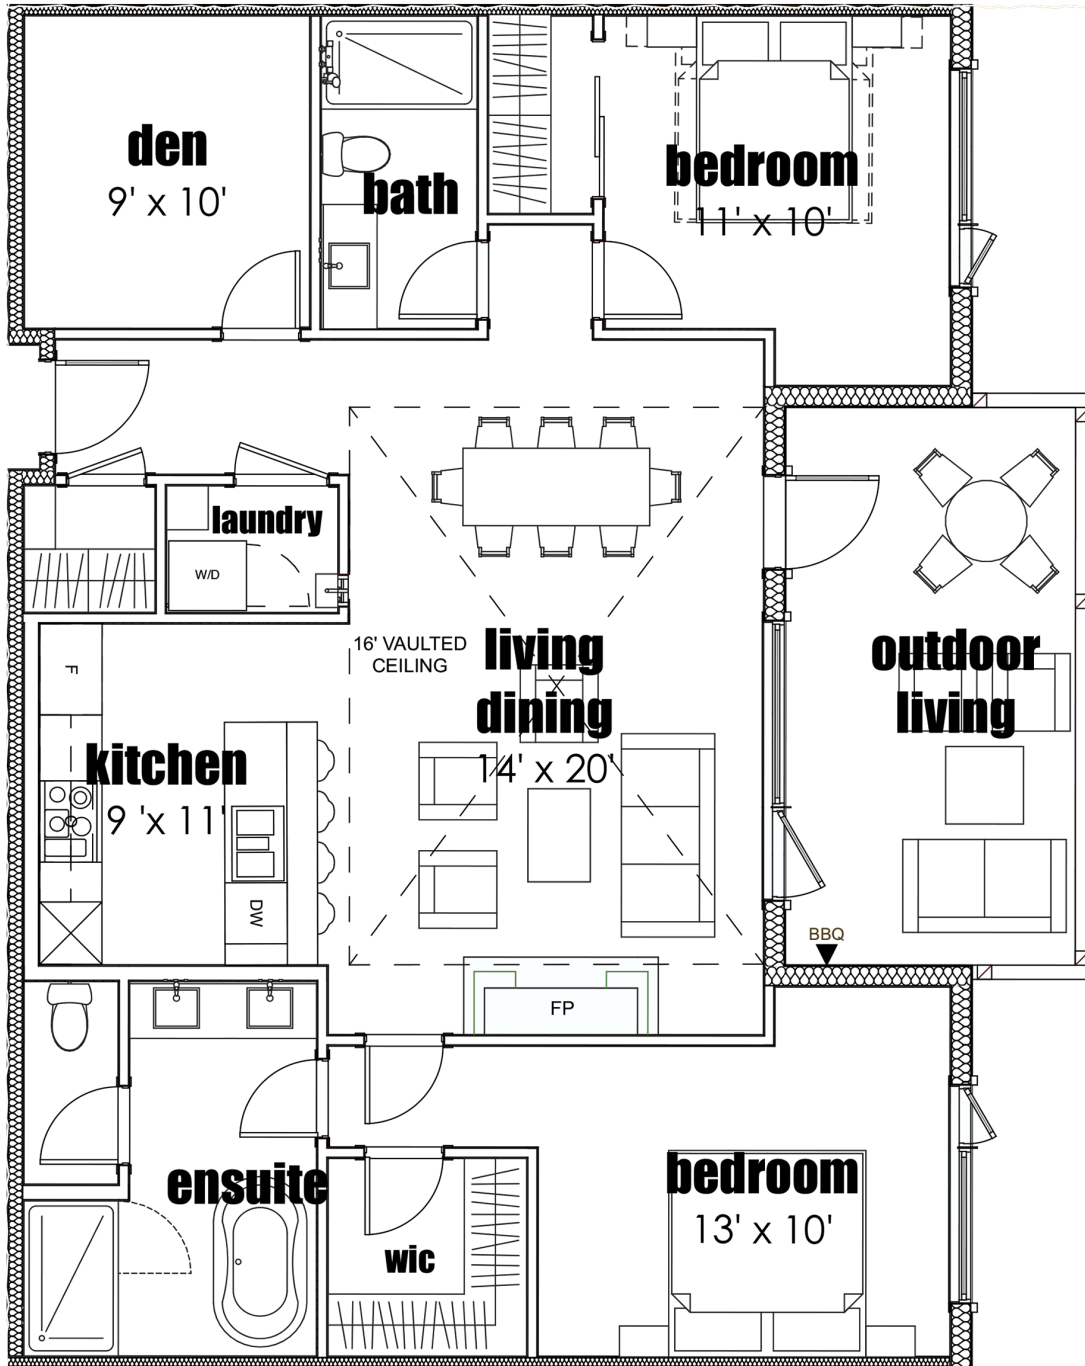 den
9' x 10'
bath
bedroom
11' x 10'
laundry
W/D
16' VAULTED
CEILING
living
dining
14' x 20'
outdoor
living
F
kitchen
9 'x 11'
DW
BBQ
FP
ensuite
wic
bedroom
13' x 10'